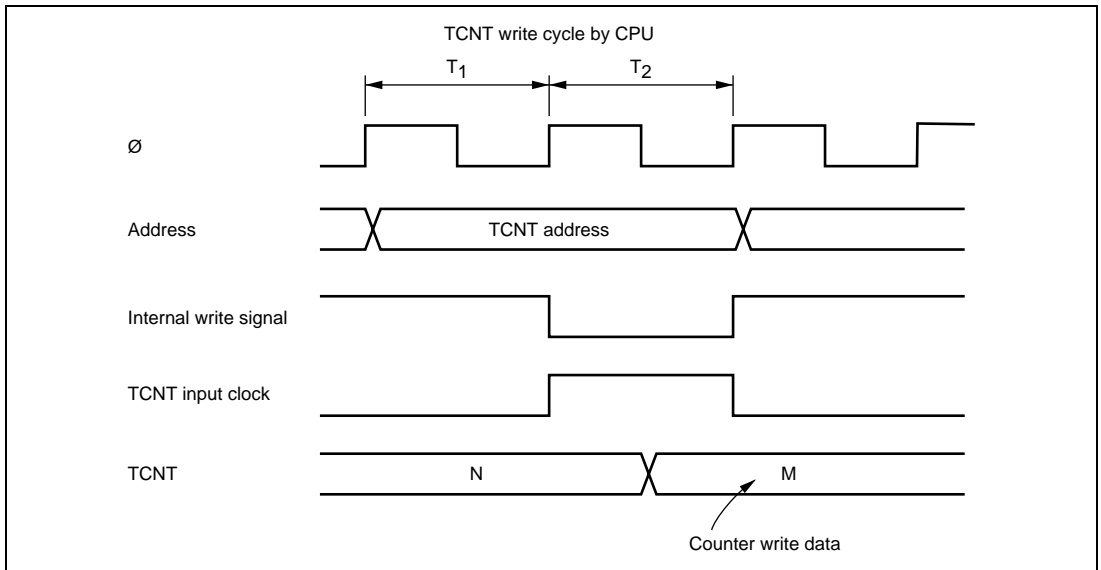 TCNT write cycle by CPU
T1 T2
Ø
Address TCNT address
Internal write signal
TCNT input clock
TCNT N M
Counter write data